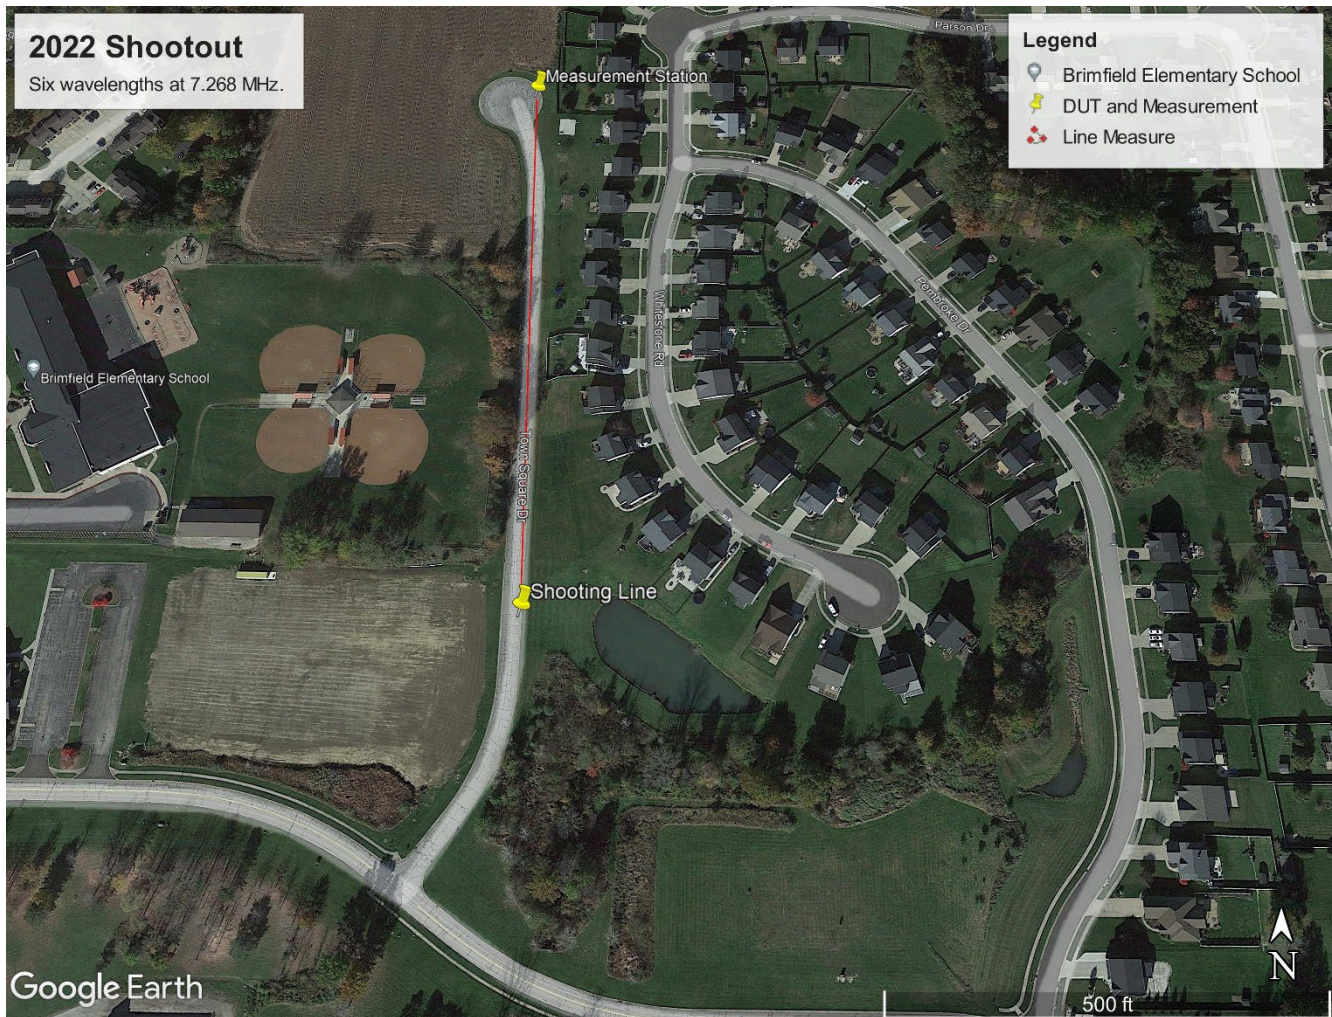 2022 Shootout
Six wavelengths at 7.268 MHz.
Legend
Brimfield Elementary School
DUT and Measurement
Line Measure
Parson Dr
Measurement Station
Whitestone Rd
Pembroke Dr
Brimfield Elementary School
Town Square Dr
Shooting Line
N
Google Earth
500 ft